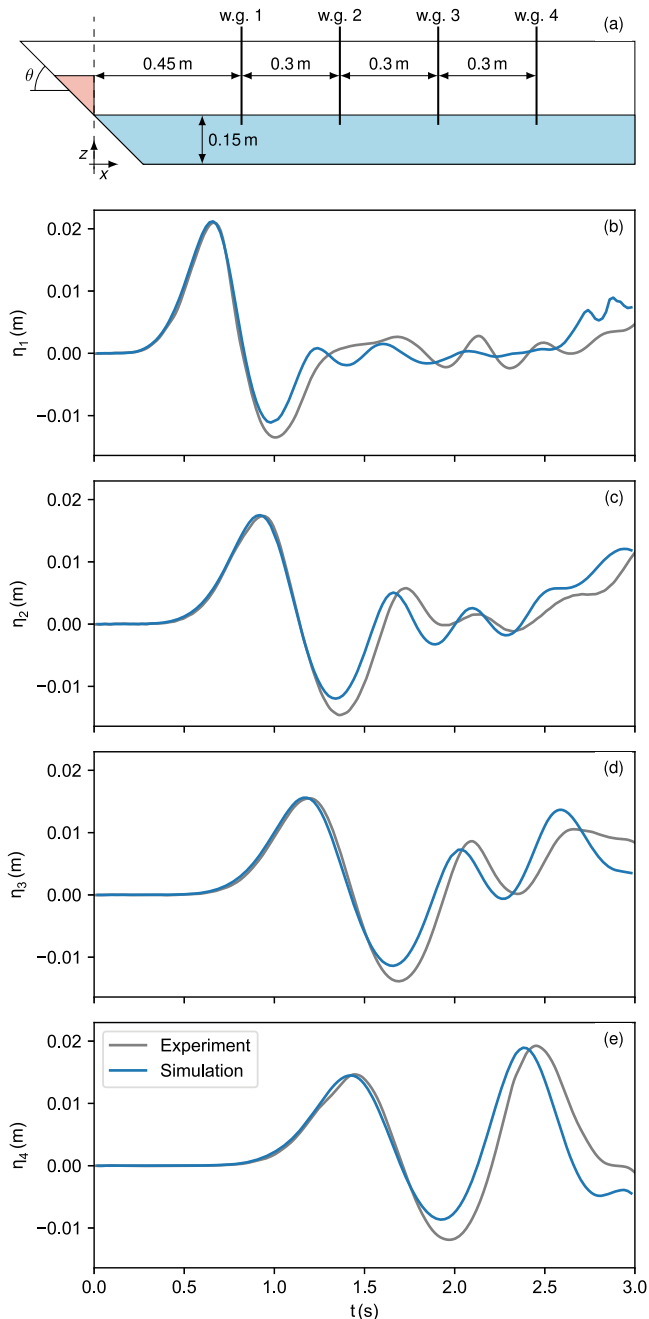 w.g. 1 w.g. 2 w.g. 3 w.g. 4 (a)
0.45 m 0.3 m 0.3 m 0.3 m
θ
0.15 m
z
x
(b)
0.02
0.01
0.00
−0.01
η1 (m)
(c)
0.02
0.01
0.00
−0.01
η2 (m)
(d)
0.02
0.01
0.00
−0.01
η3 (m)
(e)
Experiment
Simulation
0.02
0.01
0.00
−0.01
η4 (m)
0.0 0.5 1.0 1.5 2.0 2.5 3.0
t (s)